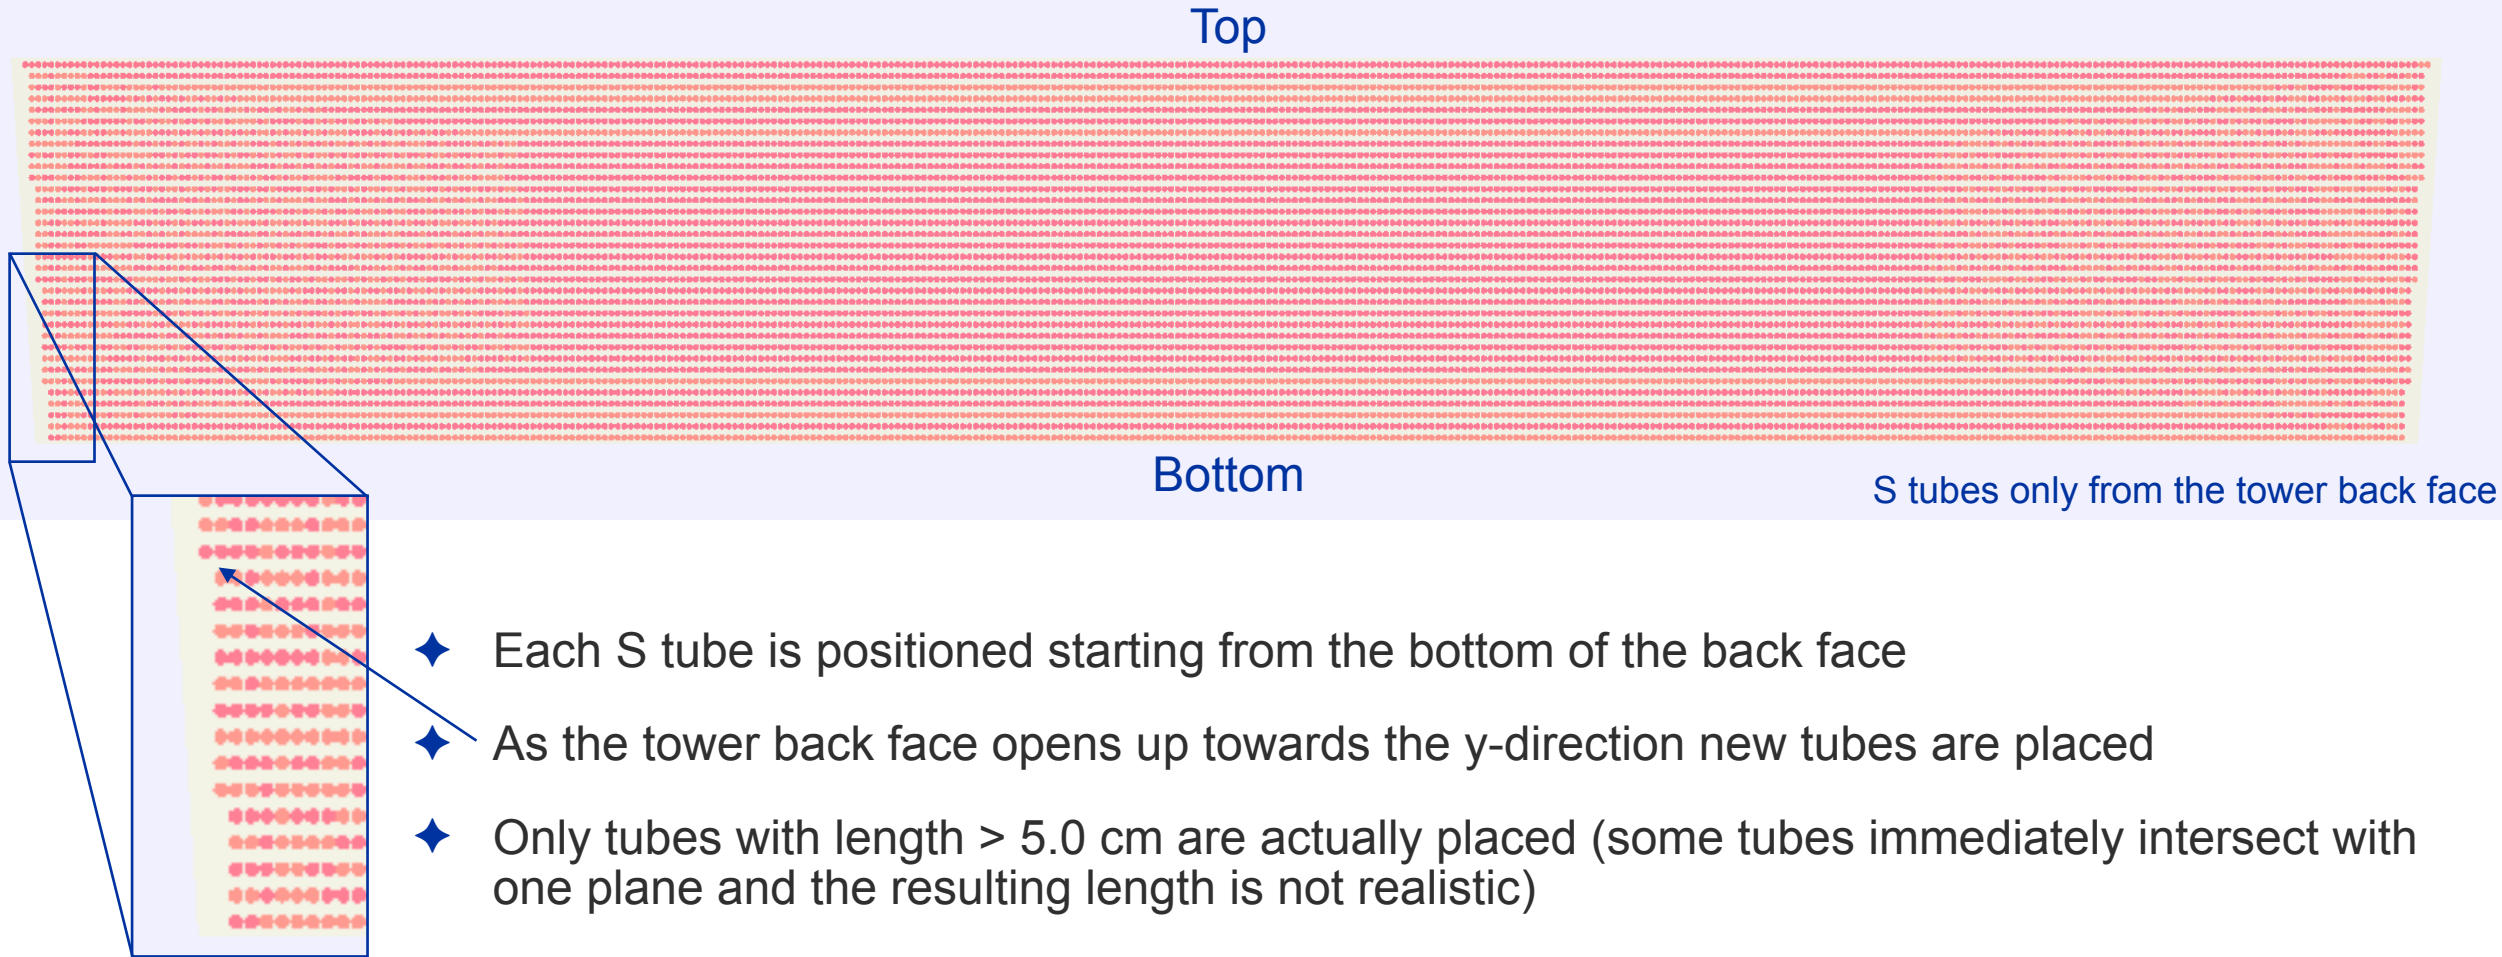 Top
Bottom
S tubes only from the tower back face
Each S tube is positioned starting from the bottom of the back face
As the tower back face opens up towards the y-direction new tubes are placed
Only tubes with length > 5.0 cm are actually placed (some tubes immediately intersect with
one plane and the resulting length is not realistic)